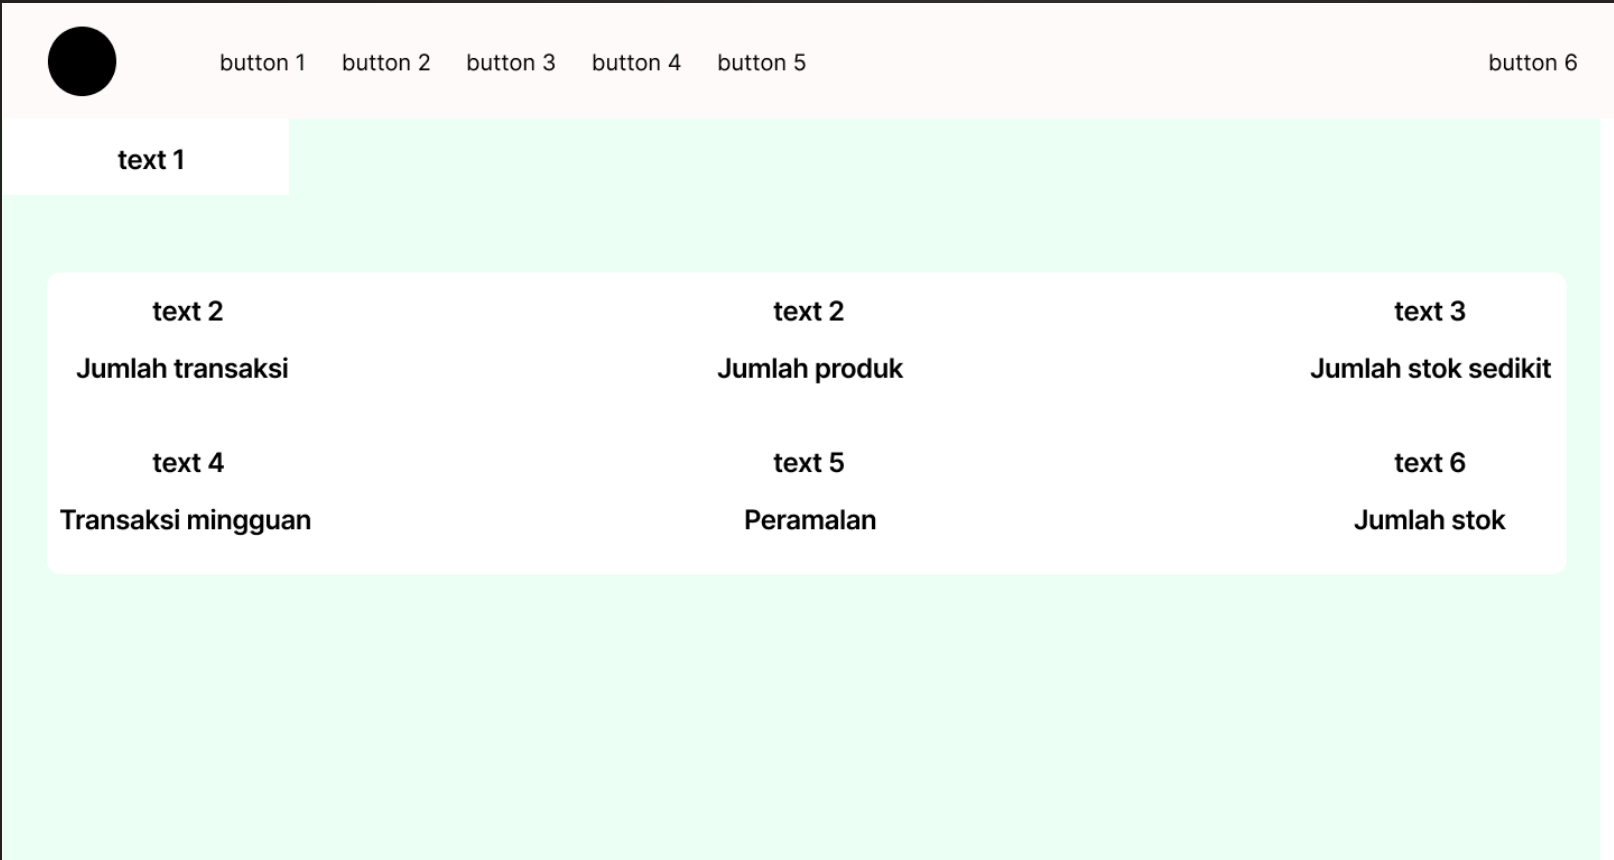 button 1 button 2 button 3 button 4 button 5 button 6
text 1
text 2 text 2 text 3
Jumlah transaksi Jumlah produk Jumlah stok sedikit
text 4 text 5 text 6
Transaksi mingguan Peramalan Jumlah stok